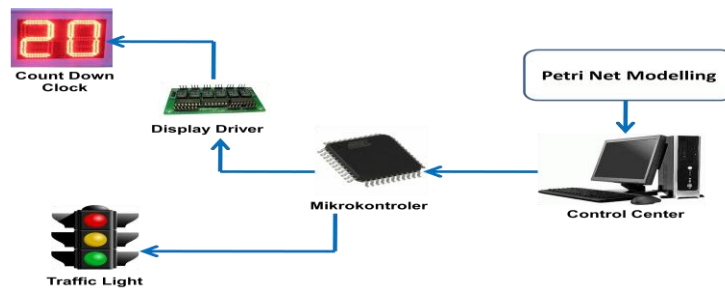 20
Count Down
Clock
Display Driver
Petri Net Modelling
Mikrokontroler
Control Center
Traffic Light